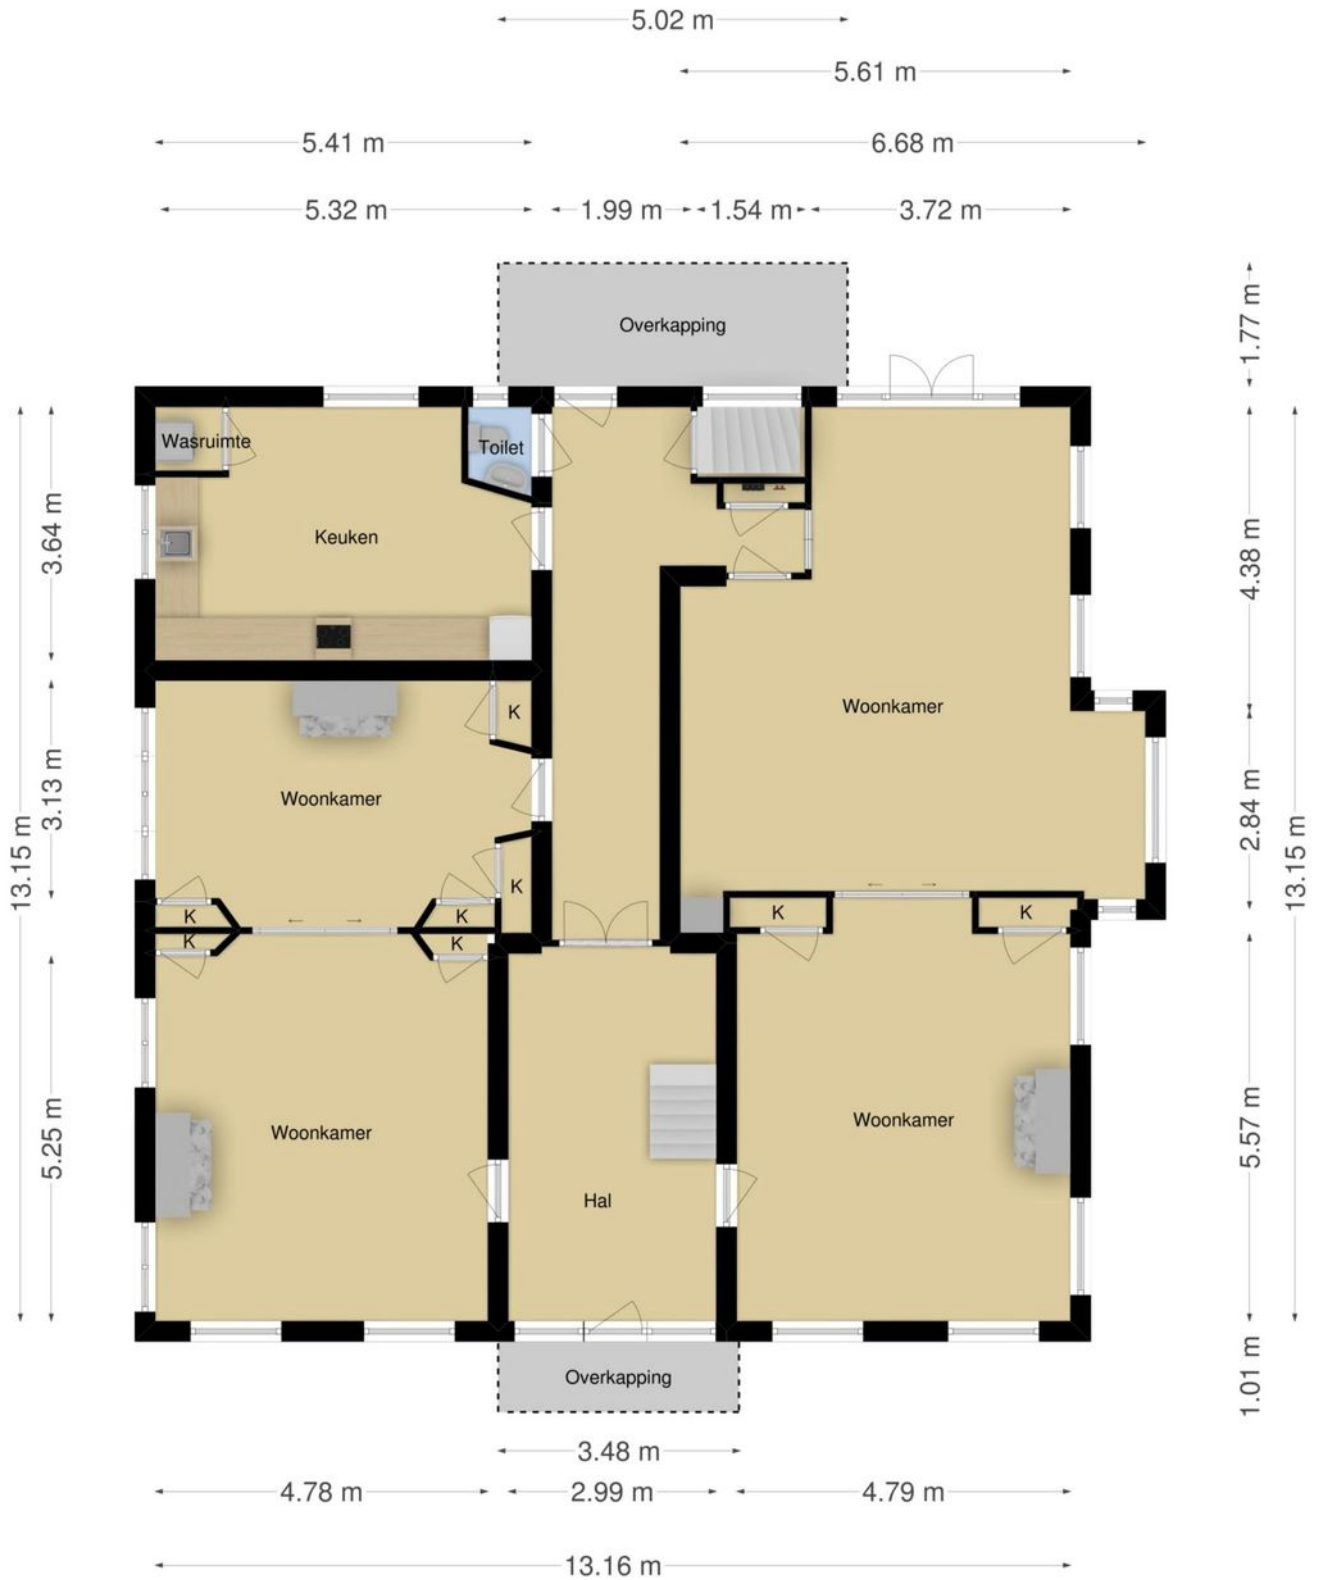 5.02 m
5.61 m
5.41 m
6.68 m
5.32 m
1.99 m
1.54 m
3.72 m
1.77 m
Overkapping
Wasruimte
Toilet
3.64 m
Keuken
4.38 m
Woonkamer
K
3.13 m
Woonkamer
2.84 m
13.15 m
13.15 m
K
K
K
K
K
K
K
5.25 m
Woonkamer
Hal
Woonkamer
5.57 m
Overkapping
1.01 m
3.48 m
4.78 m
2.99 m
4.79 m
13.16 m